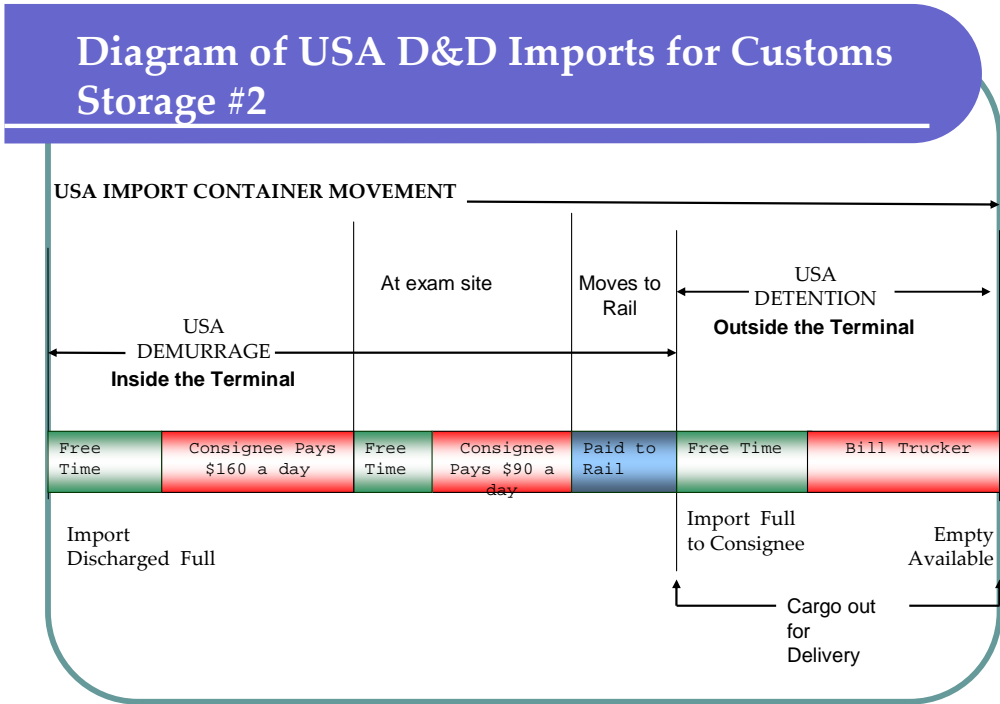 Diagram of USA D&D Imports for Customs
Storage #2
USA IMPORT CONTAINER MOVEMENT
At exam site
Moves to
Rail
USA
DETENTION
Outside the Terminal
USA
DEMURRAGE
Inside the Terminal
Free
Time
Consignee Pays
$160 a day
Free
Time
Consignee
Pays $90 a
day
Paid to
Rail
Free Time
Bill Trucker
Import
Discharged Full
Import Full
to Consignee
Empty
Available
Cargo out
for
Delivery